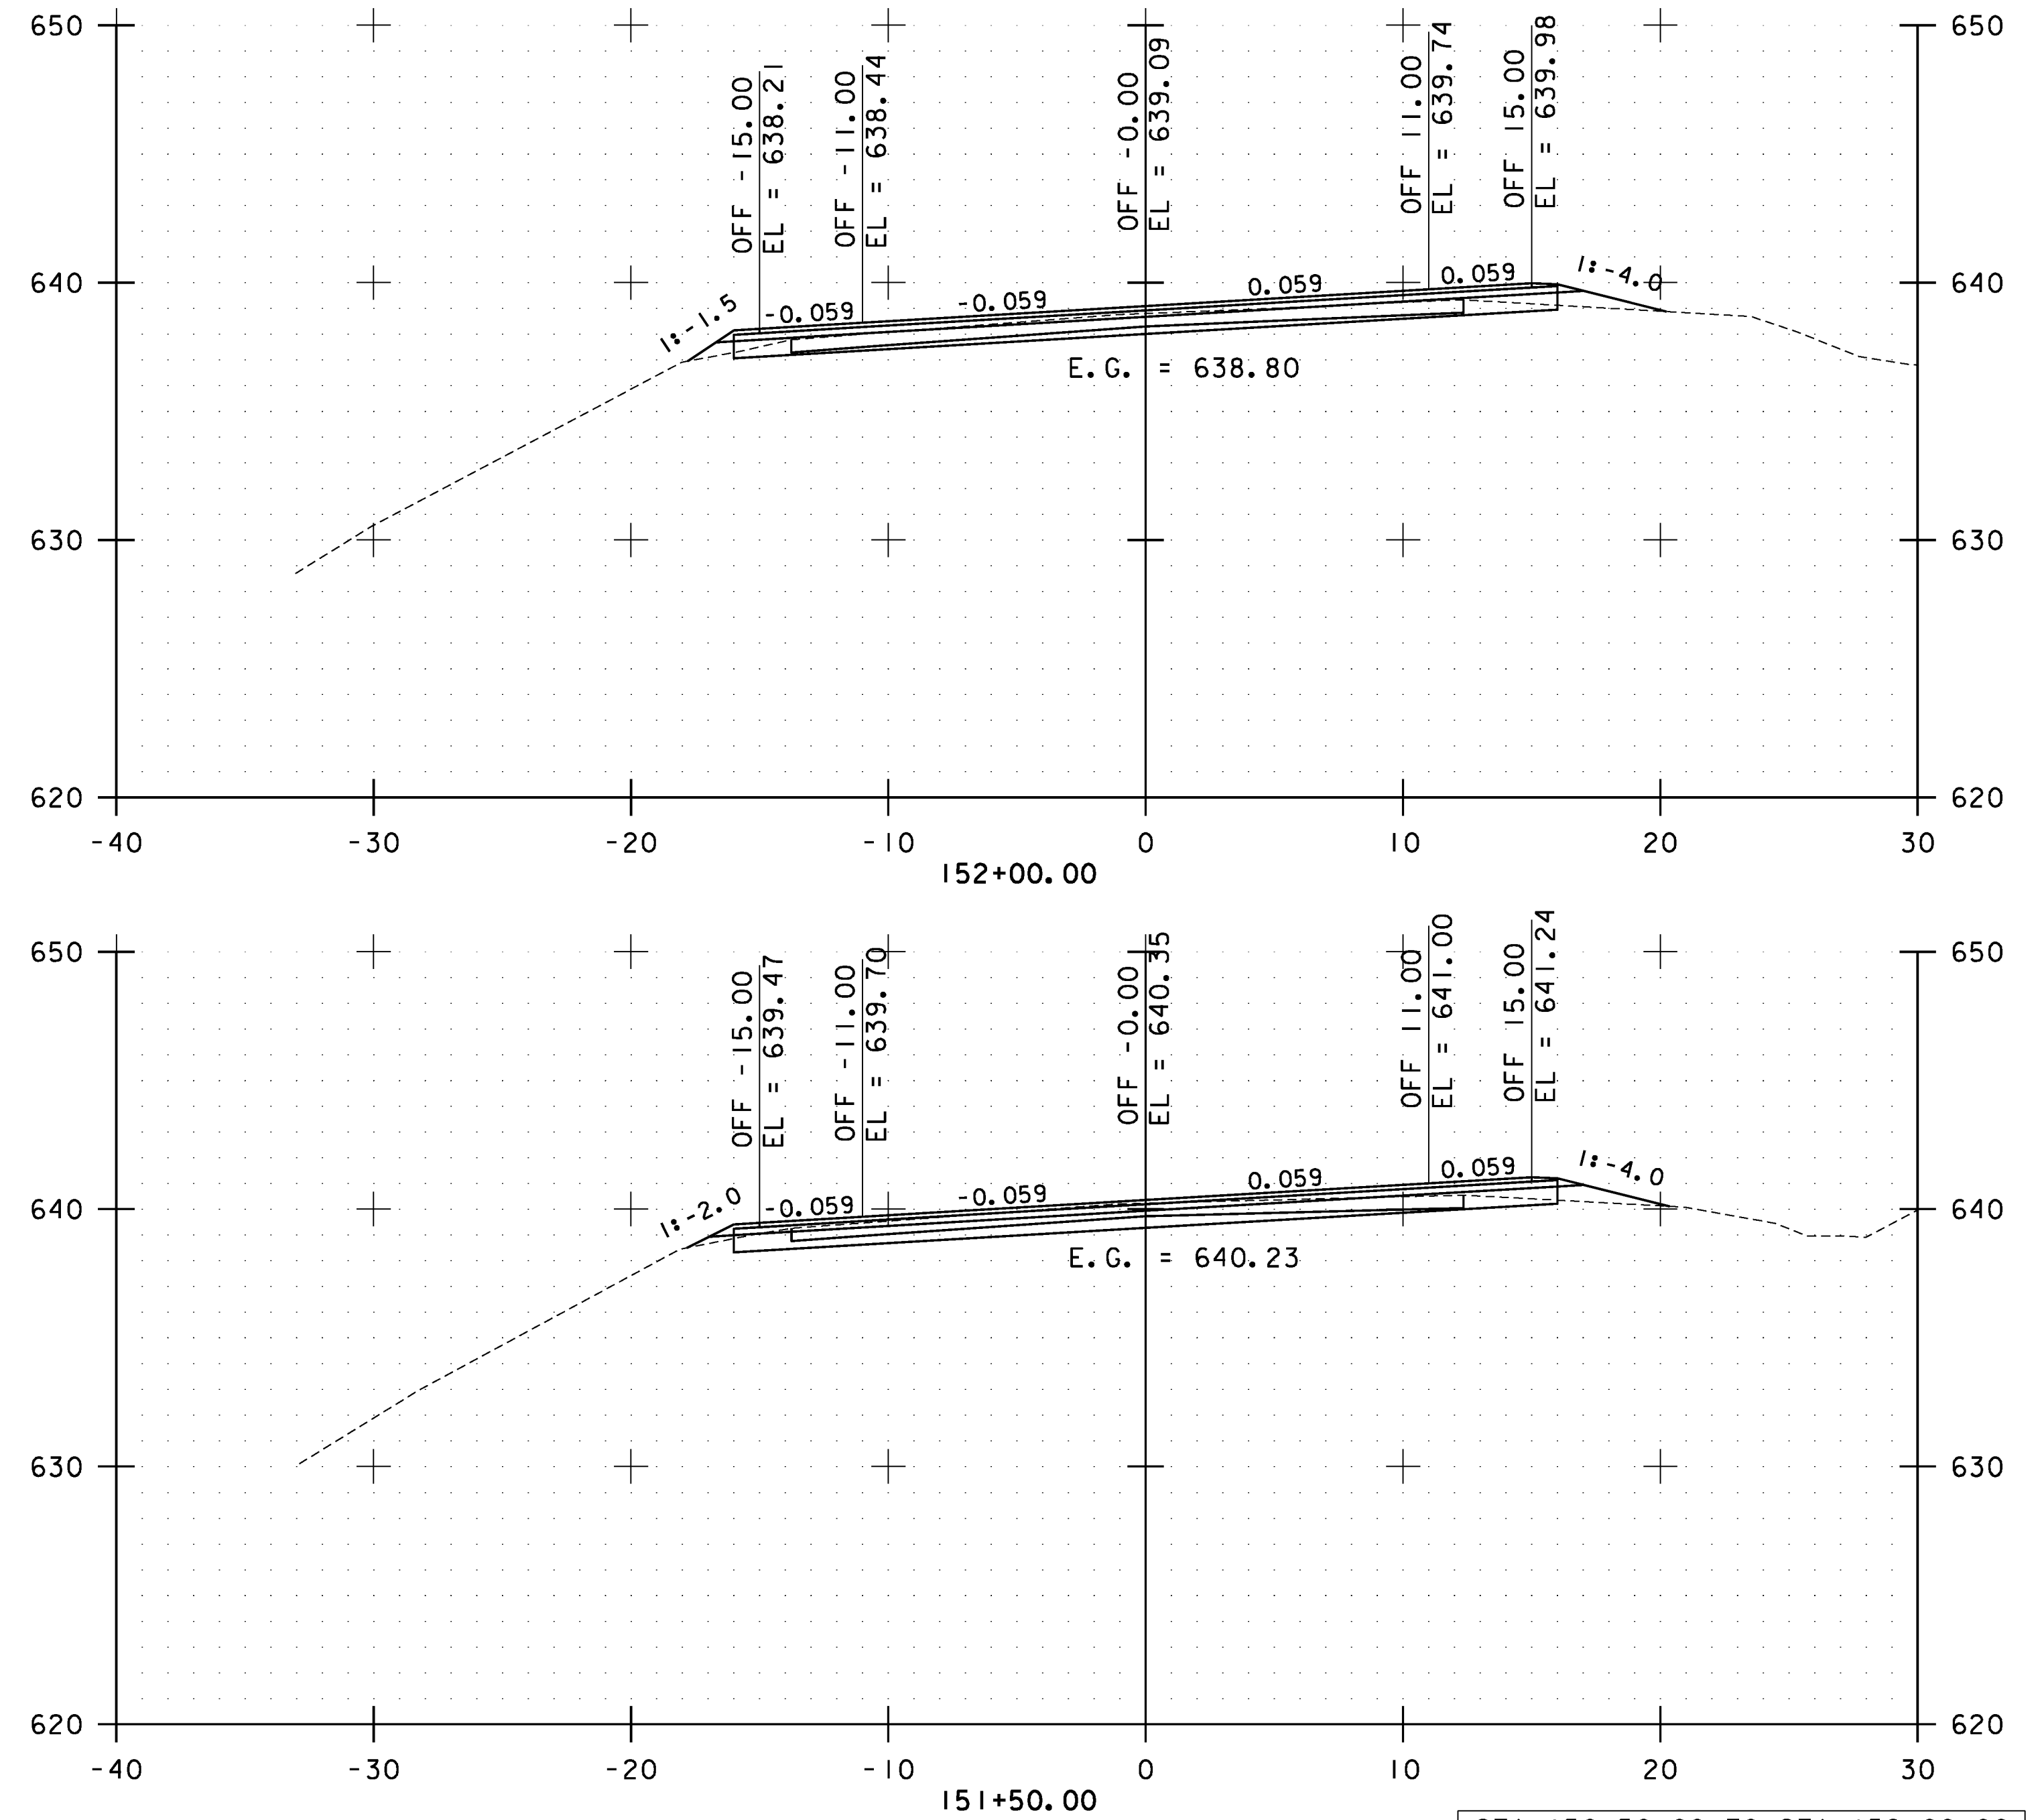 650
650
OFF -15.00
EL = 638.21
OFF -11.00
EL = 638.44
OFF -0.00
EL = 639.09
OFF 11.00
EL = 639.74
OFF 15.00
EL = 639.98
640
1:-1.5
-0.059
-0.059
0.059
0.059
1:-4.0
640
E.G. = 638.80
630
630
620
620
-40
-30
-20
-10
0
10
20
30
152+00.00
650
650
OFF -15.00
EL = 639.47
OFF -11.00
EL = 639.70
OFF -0.00
EL = 640.35
OFF 11.00
EL = 641.00
OFF 15.00
EL = 641.24
640
1:-2.0
-0.059
-0.059
0.059
0.059
1:-4.0
640
E.G. = 640.23
630
630
620
620
-40
-30
-20
-10
0
10
20
30
151+50.00